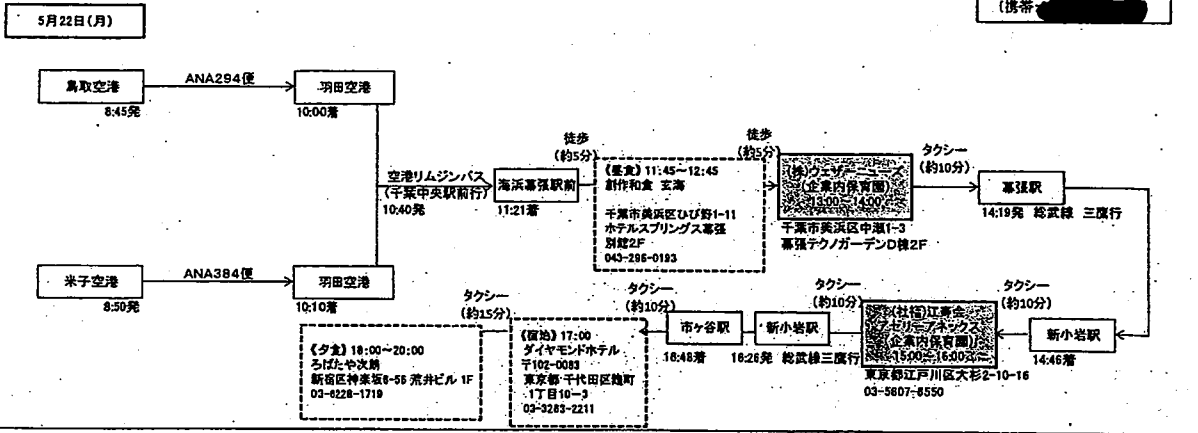 5月22日(月)
(携帯
鳥取空港
8:45発
ANA294便
羽田空港
10:00着
米子空港
8:50発
ANA384便
羽田空港
10:10着
空港リムジンバス
(千葉中央駅前行)
10:40発
海浜幕張駅前
11:21着
徒歩
(約5分)
《昼食》11:45~12:45
創作和食 玄海
千葉市美浜区ひび野1-11
ホテルスプリングス幕張
別館2F
043-296-0193
徒歩
(約5分)
(株)ウェザーニューズ
(企業内保育園)
13:00~14:00
千葉市美浜区中瀬1-3
幕張テクノガーデンD棟2F
タクシー
(約10分)
幕張駅
14:19発 総武線 三鷹行
新小岩駅
14:46着
タクシー
(約10分)
(社福)江寿会
アゼリーアネックス
(企業内保育園)
15:00~16:00
東京都江戸川区大杉2-10-16
03-5607-6550
タクシー
(約10分)
新小岩駅
16:26発 総武線三鷹行
市ヶ谷駅
16:48着
タクシー
(約10分)
《宿泊》17:00
ダイヤモンドホテル
〒102-0083
東京都千代田区麹町
1丁目10-3
03-3263-2211
タクシー
(約15分)
《夕食》18:00~20:00
ろばたや次朗
新宿区神楽坂6-56 荒井ビル 1F
03-6228-1719